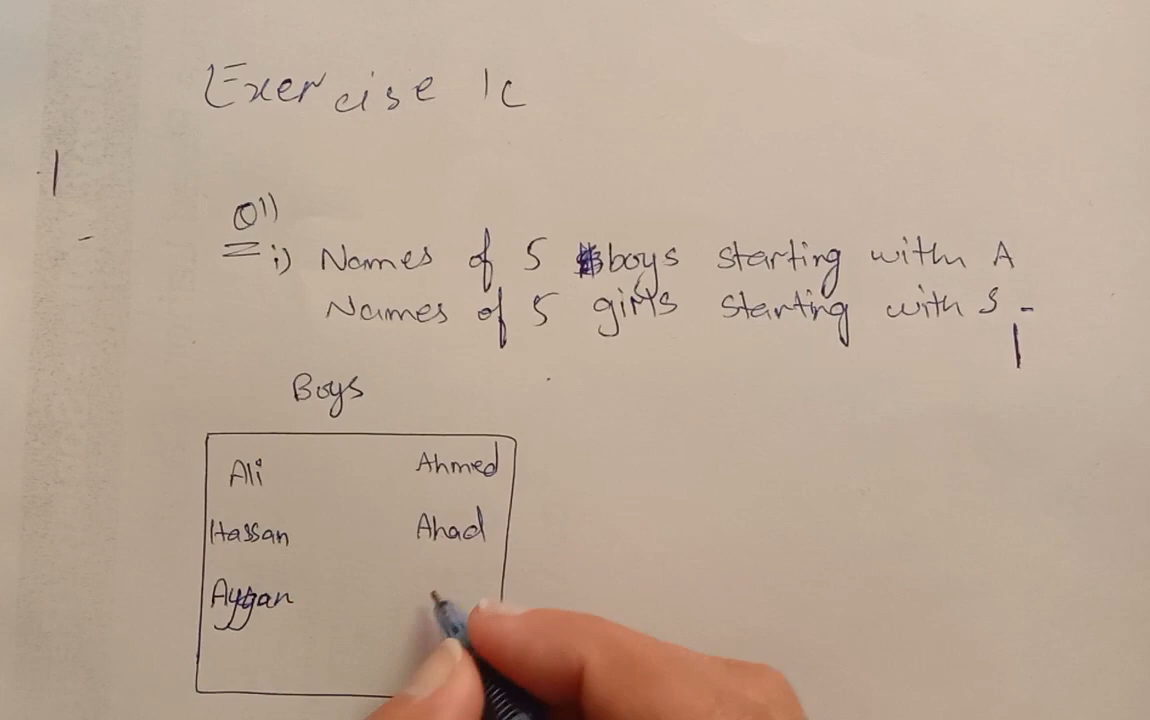 Exercise 1c
Q1)
i) Names of 5 boys starting with A
Names of 5 girls starting with S
Boys
Ali Ahmed
Hassan Ahad